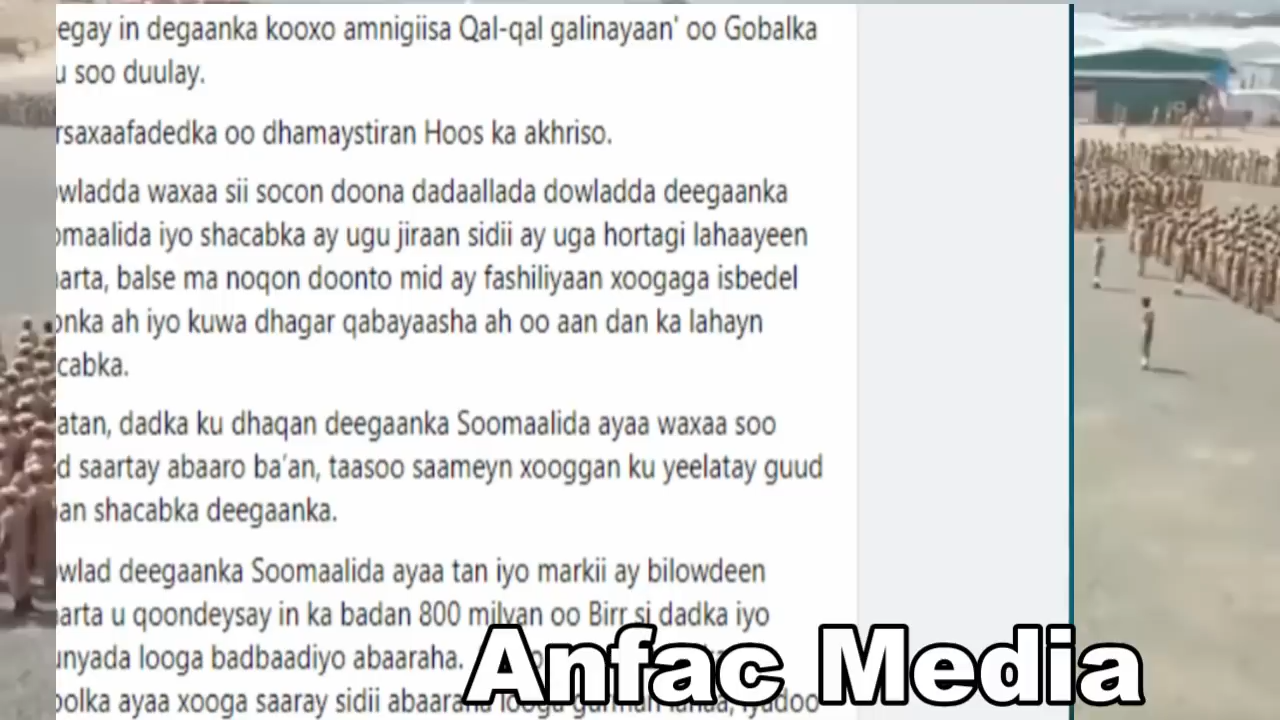 egay in degaanka kooxo amnigiisa Qal-qal galinayaan' oo Gobalka
u soo duulay.
rsaxaafadedka oo dhamaystiran Hoos ka akhriso.
wladda waxaa sii socon doona dadaallada dowladda deegaanka
omaalida iyo shacabka ay ugu jiraan sidii ay uga hortagi lahaayeen
arta, balse ma noqon doonto mid ay fashiliyaan xoogaga isbedel
onka ah iyo kuwa dhagar qabayaasha ah oo aan dan ka lahayn
cabka.
atan, dadka ku dhaqan deegaanka Soomaalida ayaa waxaa soo
d saartay abaaro ba'an, taasoo saameyn xooggan ku yeelatay guud
an shacabka deegaanka.
wlad deegaanka Soomaalida ayaa tan iyo markii ay bilowdeen
arta u qoondeysay in ka badan 800 milyan oo Birr si dadka iyo
unyada looga badbaadiyo abaaraha.
olka ayaa xooga saaray sidii
Anfac Media